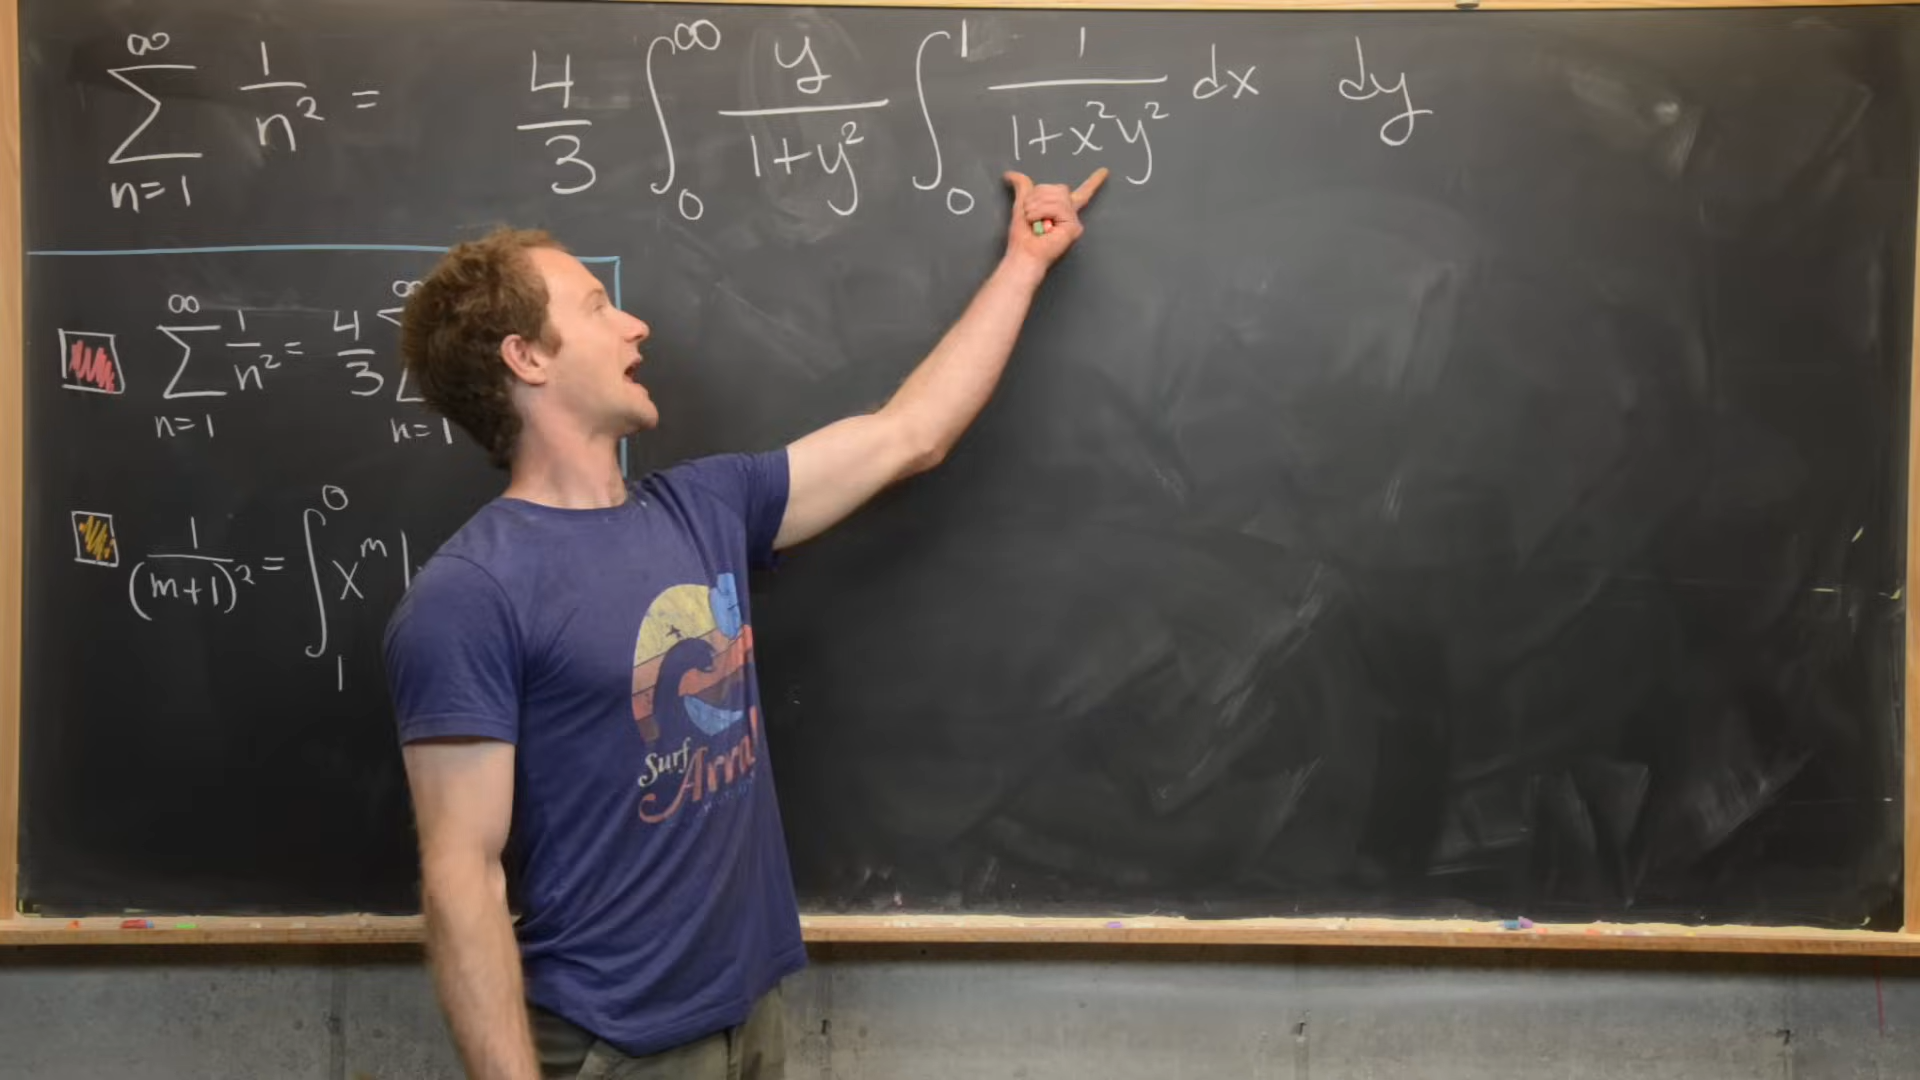 ∞∑n=1 1/n² = 4/3 ∫₀^∞ y/(1+y²) ∫₀¹ 1/(1+x²y²) dx dy
∞∑n=1 1/n² = 4/3 ∞∑n=1
1/(m+1)² = ∫₁⁰ x^m
Surf